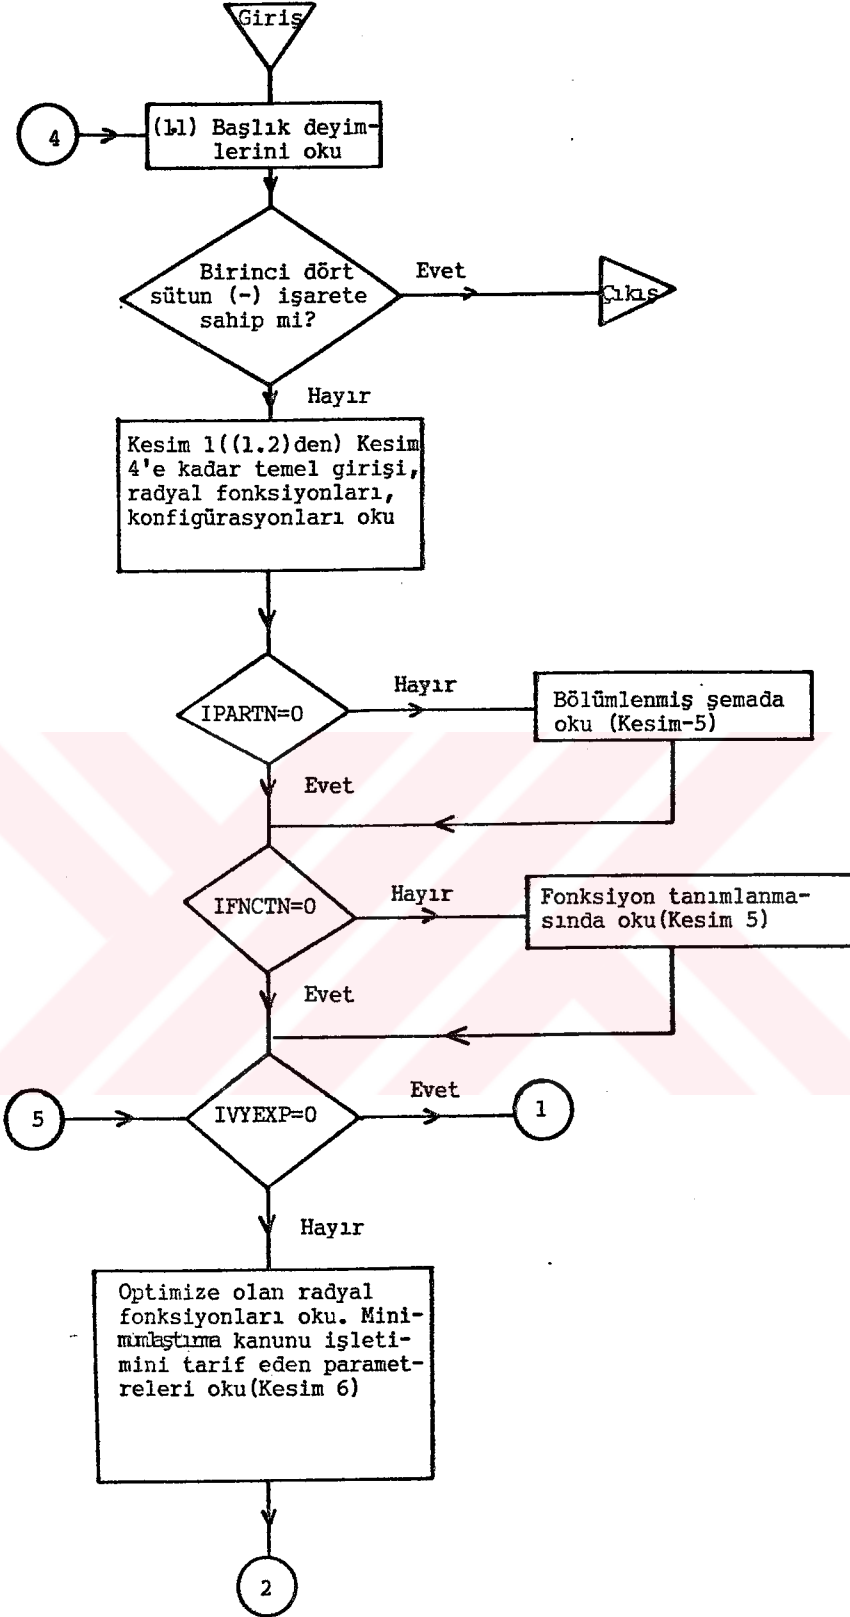 Giriş
4
(1.1) Başlık deyim-
lerini oku
Birinci dört
sütun (-) işarete
sahip mi?
Evet
Çıkış
Hayır
Kesim 1((1.2)den) Kesim
4'e kadar temel girişi,
radyal fonksiyonları,
konfigürasyonları oku
IPARTN=0
Hayır
Bölümlenmiş şemada
oku (Kesim-5)
Evet
IFNCTN=0
Hayır
Fonksiyon tanımlanma-
sında oku(Kesim 5)
Evet
5
IVYEXP=0
Evet
1
Hayır
Optimize olan radyal
fonksiyonları oku. Mini-
mumlaştırma kanunu işleti-
mini tarif eden paramet-
releri oku(Kesim 6)
2